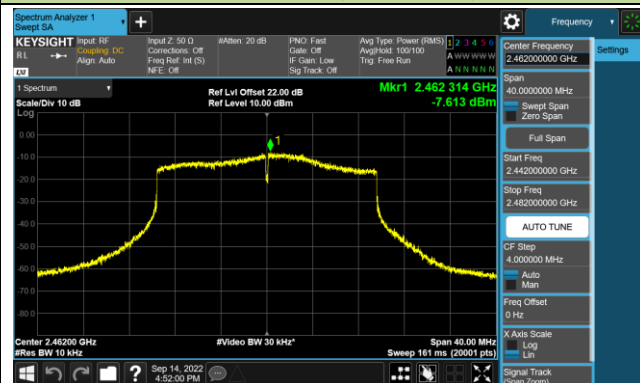 Spectrum Analyzer 1
Swept SA
Frequency
KEYSIGHT
RL
LXI
Input: RF
Coupling: DC
Align: Auto
Input Z: 50 Ω
Corrections: Off
Freq Ref: Int (S)
NFE: Off
#Atten: 20 dB
PNO: Fast
Gate: Off
IF Gain: Low
Sig Track: Off
Avg Type: Power (RMS)
Avg|Hold: 100/100
Trig: Free Run
1 2 3 4 5 6
A W W W W W
A N N N N N
1 Spectrum
Scale/Div 10 dB
Log
Ref Lvl Offset 22.00 dB
Ref Level 10.00 dBm
Mkr1 2.462 314 GHz
-7.613 dBm
1
0.00
-10.0
-20.0
-30.0
-40.0
-50.0
-60.0
-70.0
-80.0
Center 2.46200 GHz
#Res BW 10 kHz
#Video BW 30 kHz*
Span 40.00 MHz
Sweep 161 ms (20001 pts)
Center Frequency
2.462000000 GHz
Span
40.0000000 MHz
Swept Span
Zero Span
Full Span
Start Freq
2.442000000 GHz
Stop Freq
2.482000000 GHz
AUTO TUNE
CF Step
4.000000 MHz
Auto
Man
Freq Offset
0 Hz
X Axis Scale
Log
Lin
Signal Track
(Span Zoom)
Settings
Sep 14, 2022
4:52:00 PM